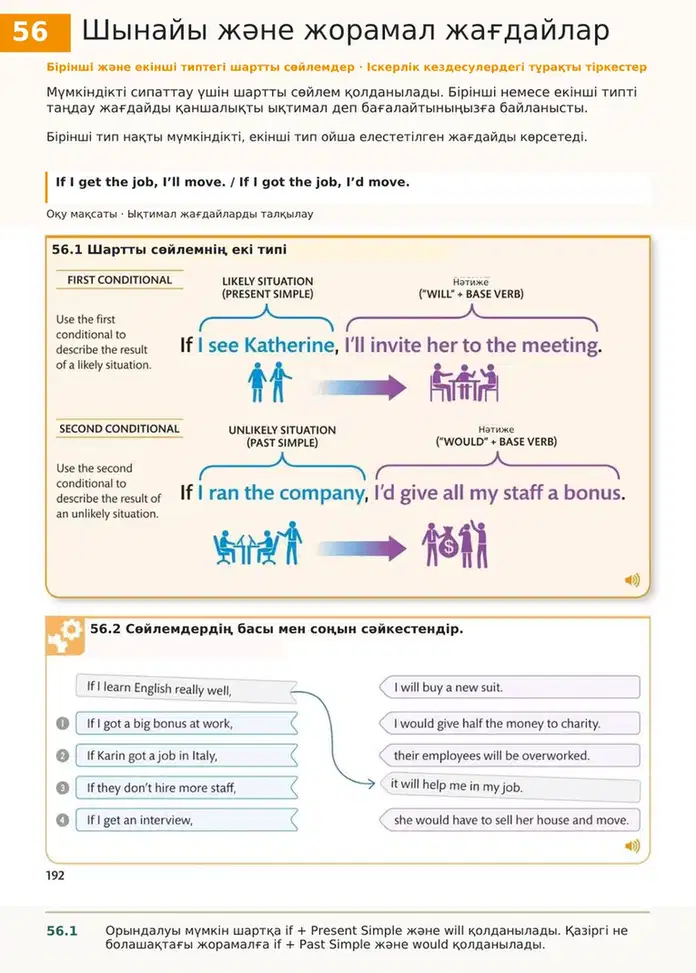 56 Шынайы және жорамал жағдайлар
Бірінші және екінші типтегі шартты сөйлемдер · Іскерлік кездесулердегі тұрақты тіркестер
Мүмкіндікті сипаттау үшін шартты сөйлем қолданылады. Бірінші немесе екінші типті
таңдау жағдайды қаншалықты ықтимал деп бағалайтыныңызға байланысты.
Бірінші тип нақты мүмкіндікті, екінші тип ойша елестетілген жағдайды көрсетеді.
If I get the job, I’ll move. / If I got the job, I’d move.
Оқу мақсаты · Ықтимал жағдайларды талқылау
56.1 Шартты сөйлемнің екі типі
FIRST CONDITIONAL
Use the first
conditional to
describe the result
of a likely situation.
LIKELY SITUATION
(PRESENT SIMPLE)
Нәтиже
(“WILL” + BASE VERB)
If I see Katherine, I’ll invite her to the meeting.
SECOND CONDITIONAL
Use the second
conditional to
describe the result of
an unlikely situation.
UNLIKELY SITUATION
(PAST SIMPLE)
Нәтиже
(“WOULD” + BASE VERB)
If I ran the company, I’d give all my staff a bonus.
$
56.2 Сөйлемдердің басы мен соңын сәйкестендір.
If I learn English really well,
I will buy a new suit.
1 If I got a big bonus at work,
I would give half the money to charity.
2 If Karin got a job in Italy,
their employees will be overworked.
3 If they don’t hire more staff,
it will help me in my job.
4 If I get an interview,
she would have to sell her house and move.
192
56.1 Орындалуы мүмкін шартқа if + Present Simple және will қолданылады. Қазіргі не
болашақтағы жорамалға if + Past Simple және would қолданылады.